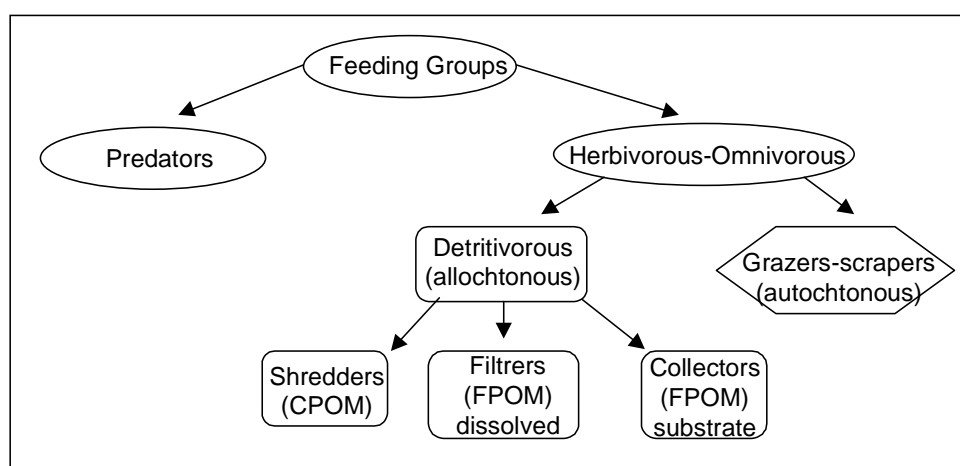 Feeding Groups
Predators
Herbivorous-Omnivorous
Detritivorous
(allochtonous)
Grazers-scrapers
(autochtonous)
Shredders
(CPOM)
Filtrers
(FPOM)
dissolved
Collectors
(FPOM)
substrate